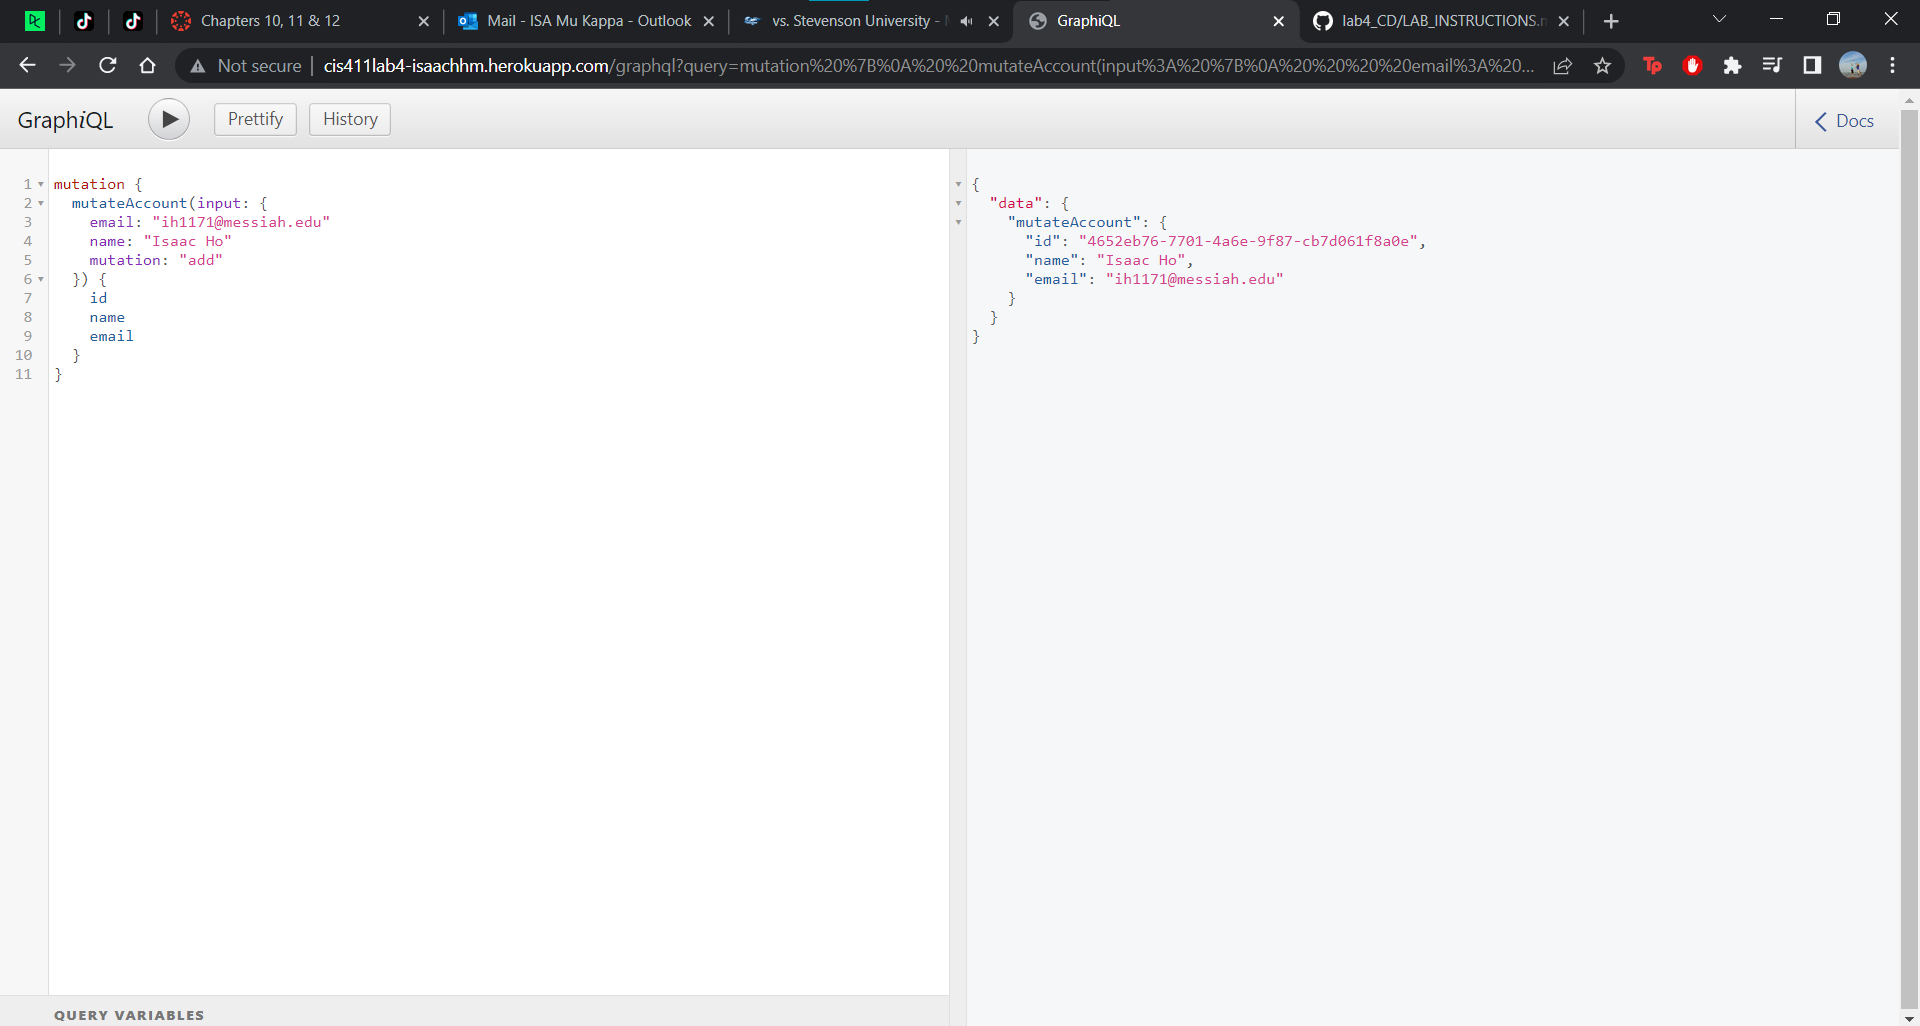 Chapters 10, 11 & 12
Mail - ISA Mu Kappa - Outlook
vs. Stevenson University -
GraphiQL
lab4_CD/LAB_INSTRUCTIONS.m
Not secure
cis411lab4-isaachhm.herokuapp.com/graphql?query=mutation%20%7B%0A%20%20mutateAccount(input%3A%20%7B%0A%20%20%20%20email%3A%20...
Tp
GraphiQL
Prettify
History
Docs
1 mutation {
2 mutateAccount(input: {
3 email: "ih1171@messiah.edu"
4 name: "Isaac Ho"
5 mutation: "add"
6 }) {
7 id
8 name
9 email
10 }
11 }
{
"data": {
"mutateAccount": {
"id": "4652eb76-7701-4a6e-9f87-cb7d061f8a0e",
"name": "Isaac Ho",
"email": "ih1171@messiah.edu"
}
}
}
QUERY VARIABLES